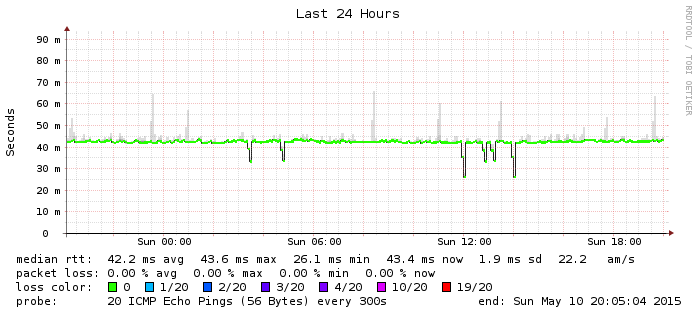 Last 24 Hours
RRDTOOL / TOBI OETIKER
Seconds
90 m
80 m
70 m
60 m
50 m
40 m
30 m
20 m
10 m
0
Sun 00:00 Sun 06:00 Sun 12:00 Sun 18:00
median rtt: 42.2 ms avg 43.6 ms max 26.1 ms min 43.4 ms now 1.9 ms sd 22.2 am/s
packet loss: 0.00 % avg 0.00 % max 0.00 % min 0.00 % now
loss color: 0 1/20 2/20 3/20 4/20 10/20 19/20
probe: 20 ICMP Echo Pings (56 Bytes) every 300s end: Sun May 10 20:05:04 2015